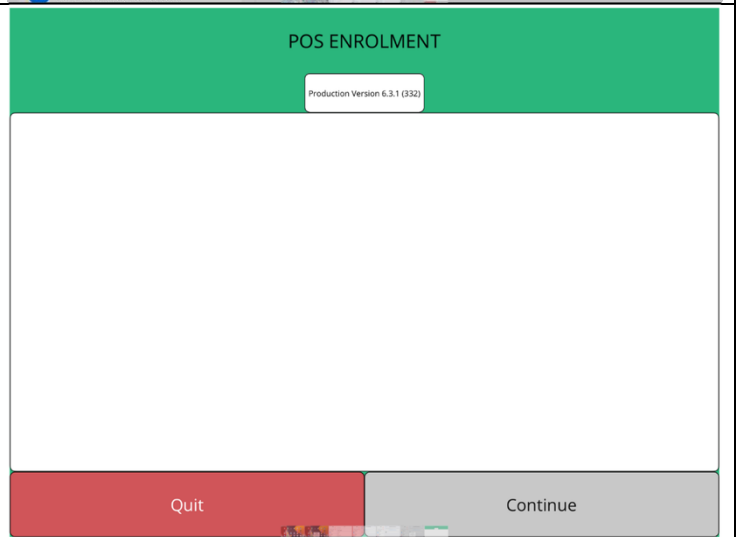 POS ENROLMENT
Production Version 6.3.1 (332)
Quit
Continue